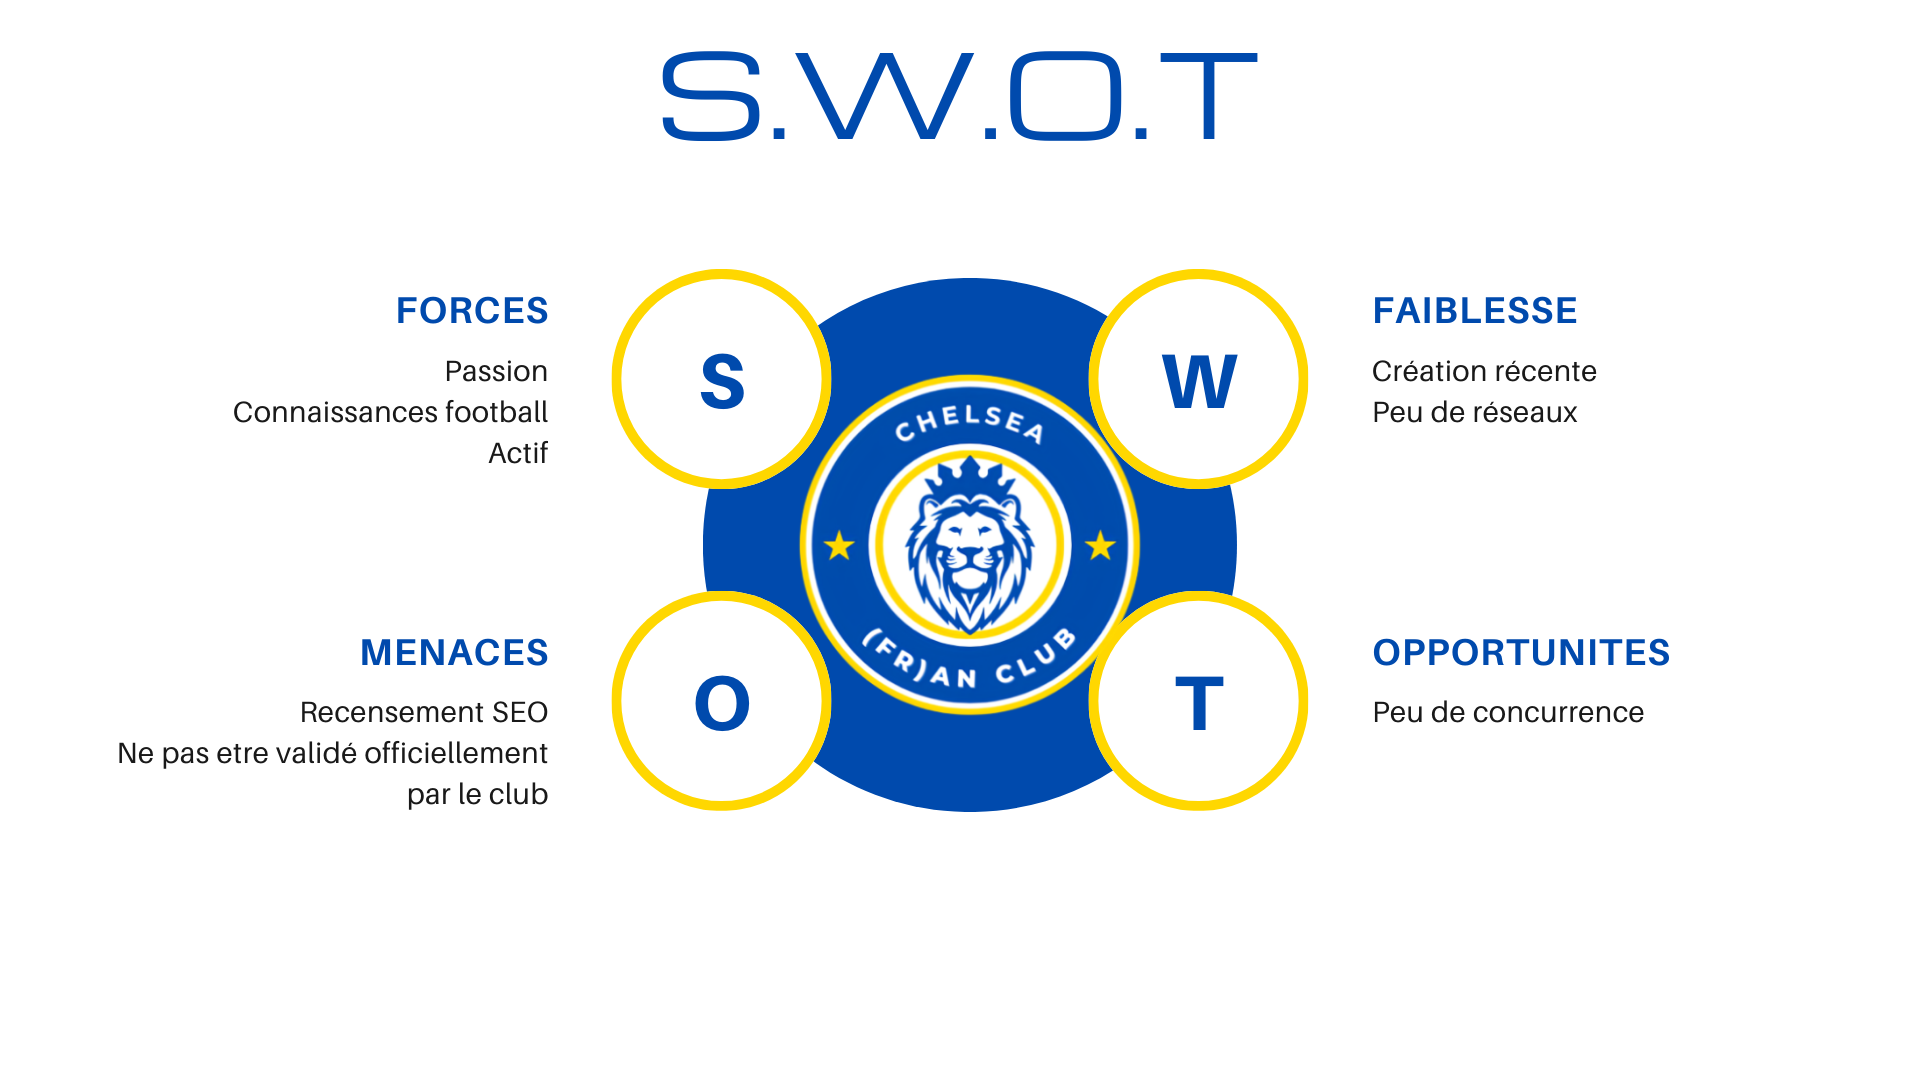 S.W.O.T
FORCES
Passion
Connaissances football
Actif
S
W
FAIBLESSE
Création récente
Peu de réseaux
CHELSEA
(FR)AN CLUB
MENACES
Recensement SEO
Ne pas etre validé officiellement
par le club
O
T
OPPORTUNITES
Peu de concurrence